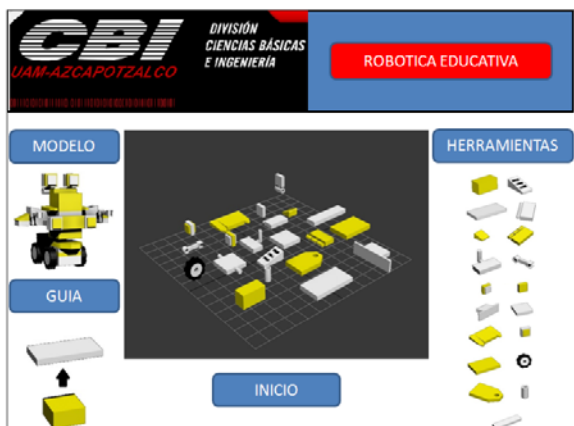 CBI
UAM-AZCAPOTZALCO
DIVISIÓN
CIENCIAS BÁSICAS
E INGENIERÍA
ROBOTICA EDUCATIVA
MODELO
HERRAMIENTAS
GUIA
INICIO